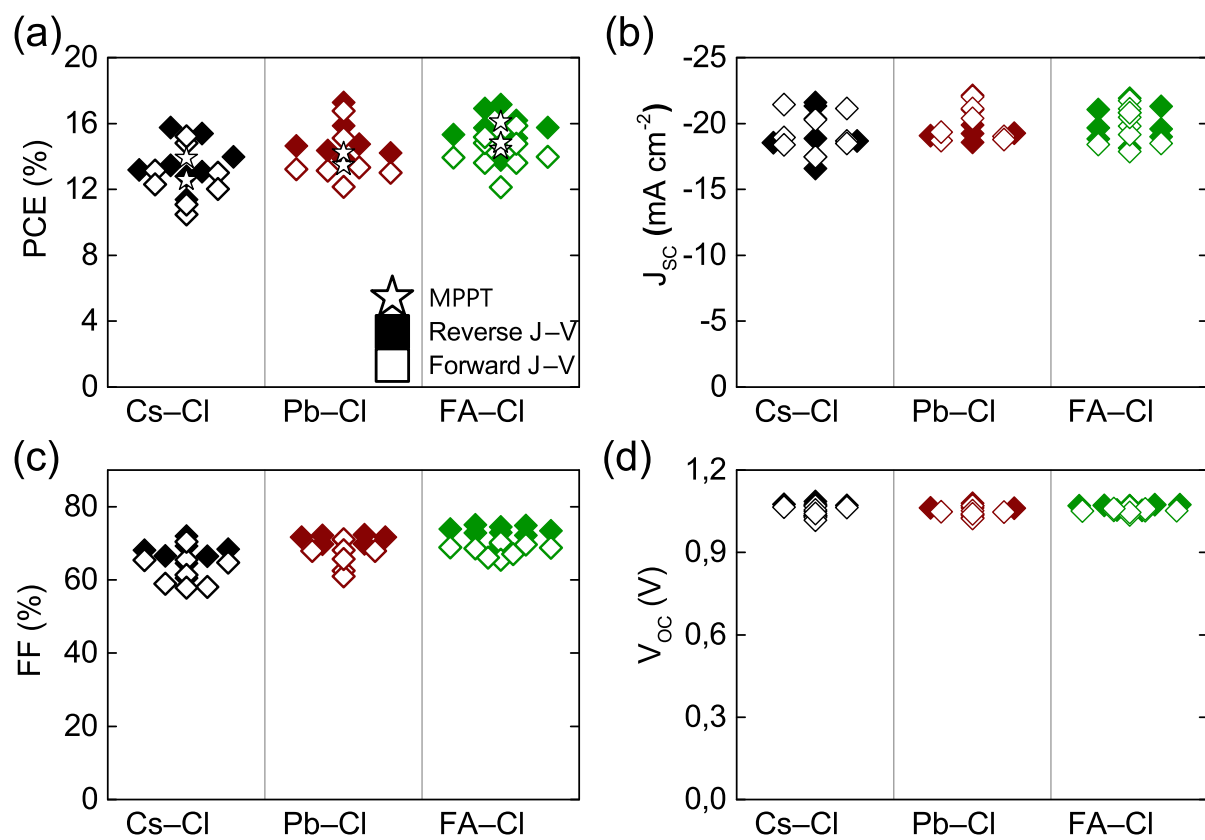 (a)
PCE (%)
20
16
12
8
4
0
MPPT
Reverse J–V
Forward J–V
Cs–Cl
Pb–Cl
FA–Cl
(b)
J_SC (mA cm⁻²)
-25
-20
-15
-10
-5
0
Cs–Cl
Pb–Cl
FA–Cl
(c)
FF (%)
80
60
40
20
0
Cs–Cl
Pb–Cl
FA–Cl
(d)
V_OC (V)
1,2
0,9
0,6
0,3
0,0
Cs–Cl
Pb–Cl
FA–Cl